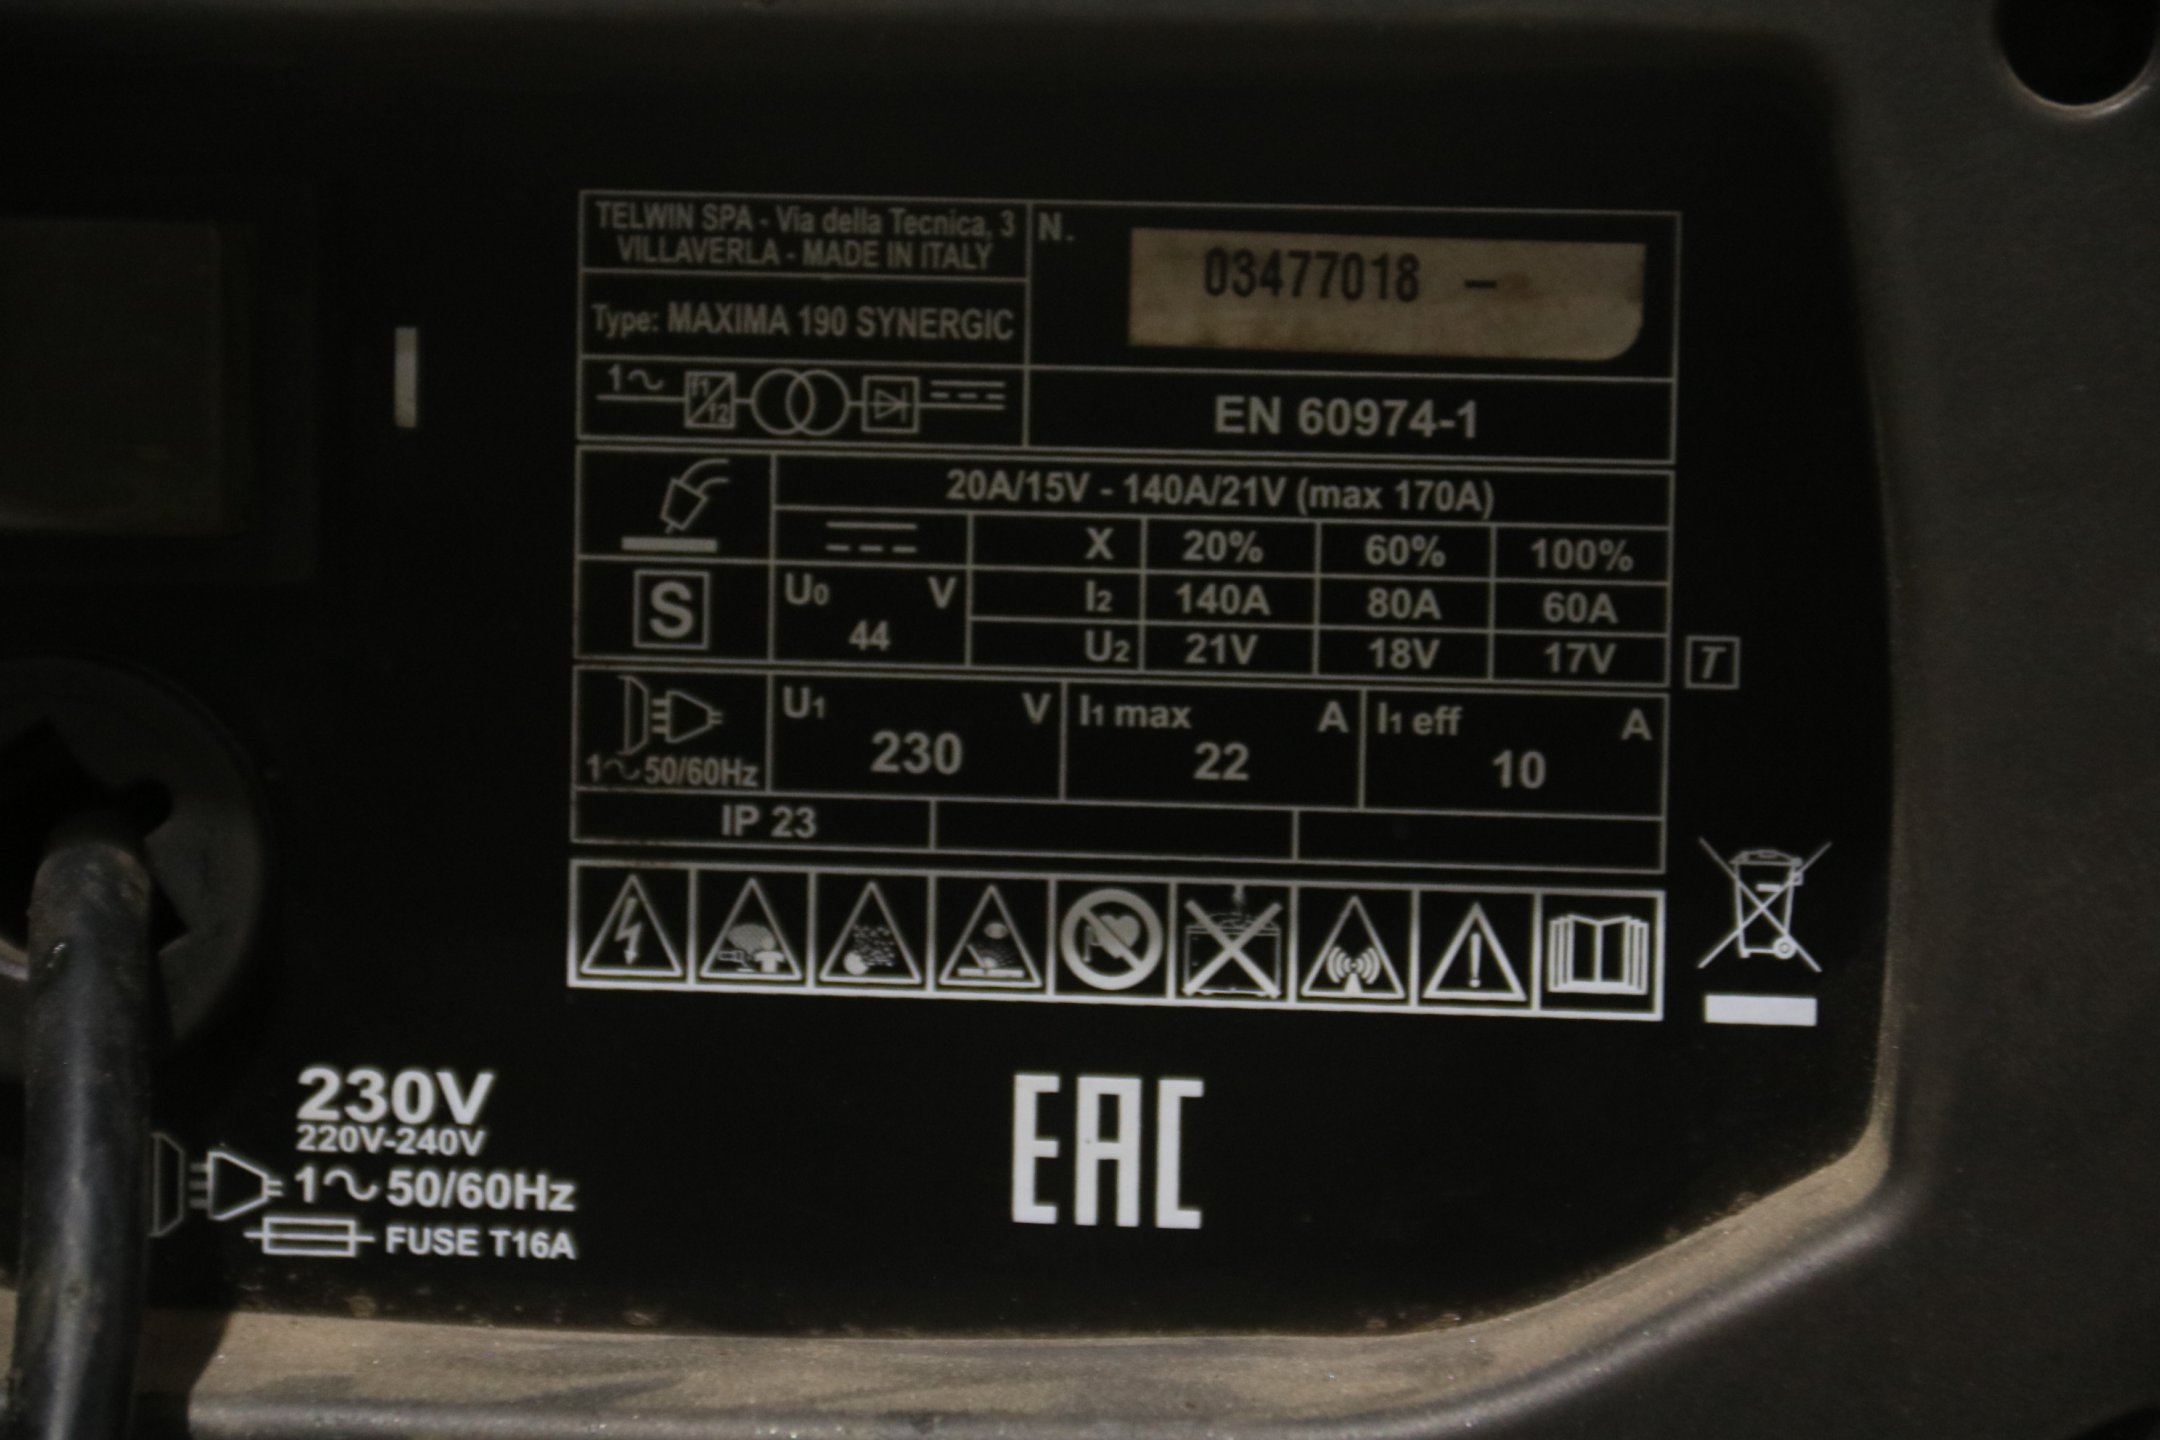 TELWIN SPA - Via della Tecnica, 3
VILLAVERLA - MADE IN ITALY
N.
03477018 -
Type: MAXIMA 190 SYNERGIC
1~ f1/f2
EN 60974-1
20A/15V - 140A/21V (max 170A)
X 20% 60% 100%
S
U0 V
44
I2 140A 80A 60A
U2 21V 18V 17V
T
1~50/60Hz
U1 V
230
I1 max A
22
I1 eff A
10
IP 23
230V
220V-240V
1~50/60Hz
FUSE T16A
EAC